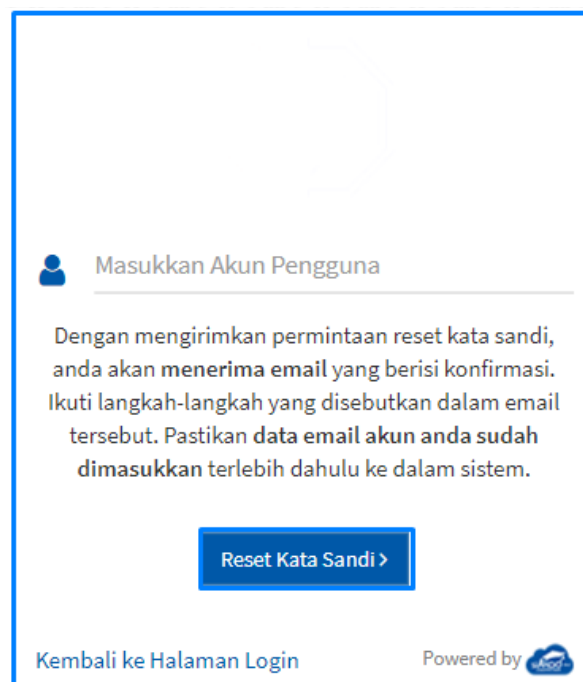 Masukkan Akun Pengguna
Dengan mengirimkan permintaan reset kata sandi,
anda akan menerima email yang berisi konfirmasi.
Ikuti langkah-langkah yang disebutkan dalam email
tersebut. Pastikan data email akun anda sudah
dimasukkan terlebih dahulu ke dalam sistem.
Reset Kata Sandi >
Kembali ke Halaman Login
Powered by